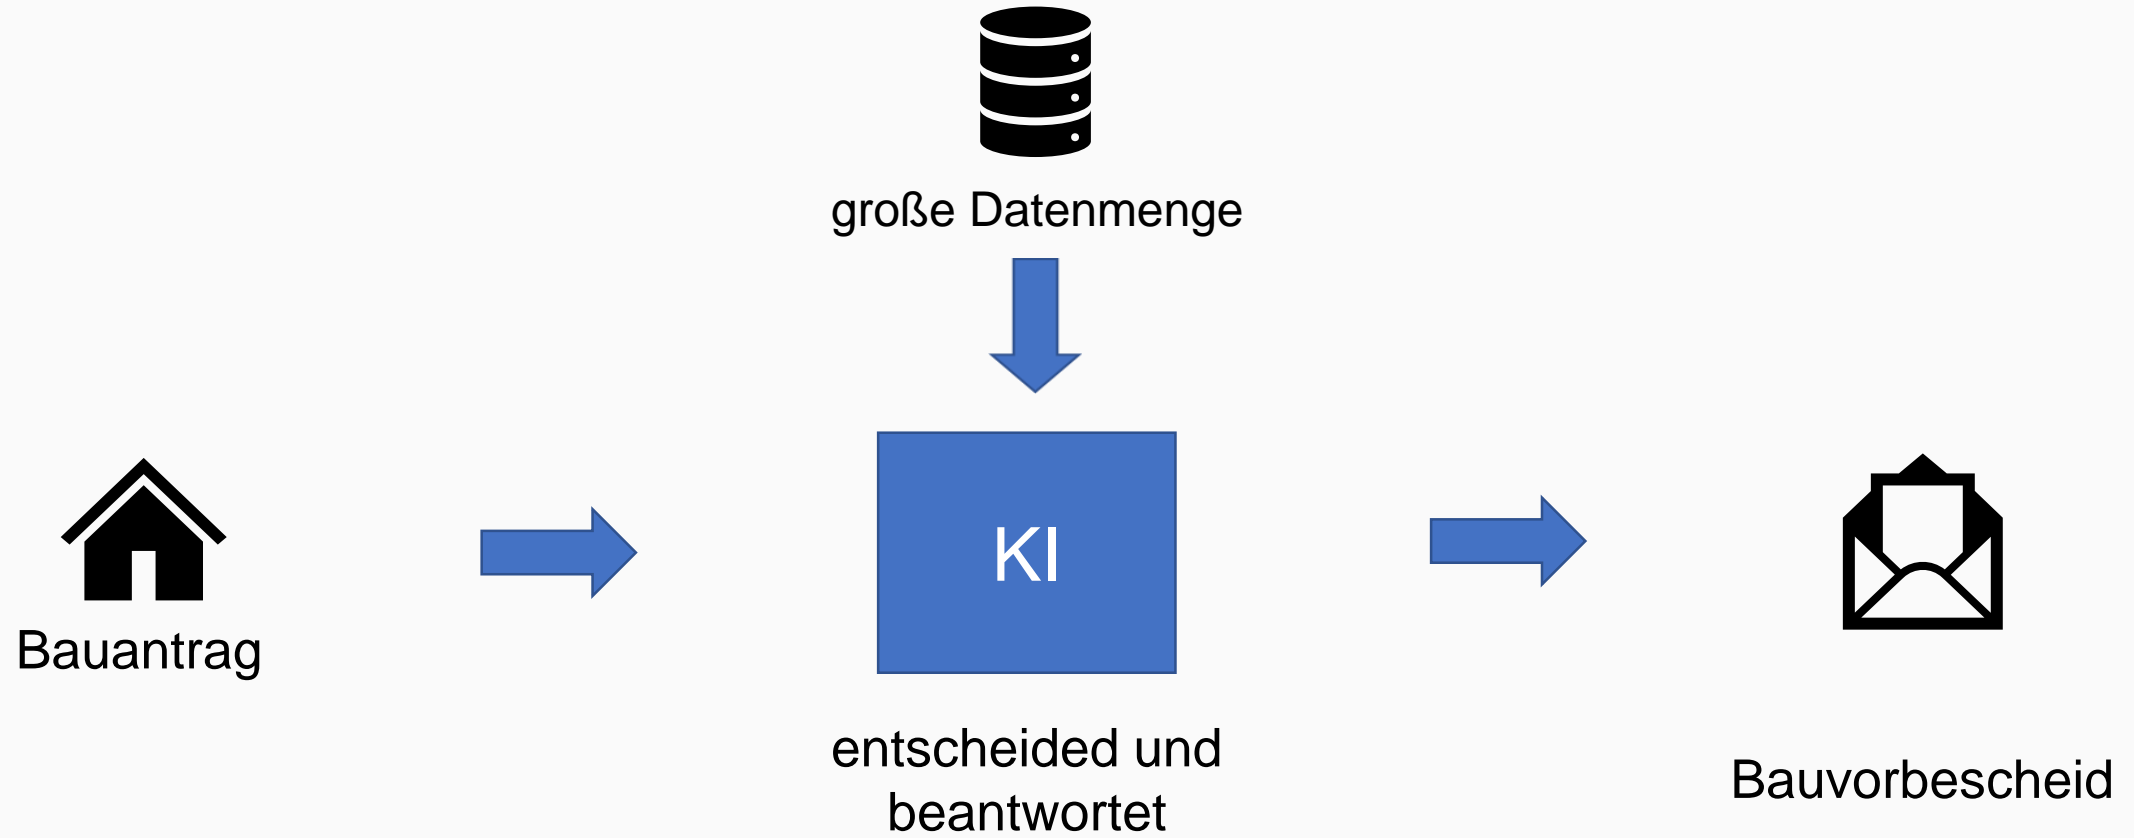 große Datenmenge
KI
Bauantrag
entscheided und
beantwortet
Bauvorbescheid